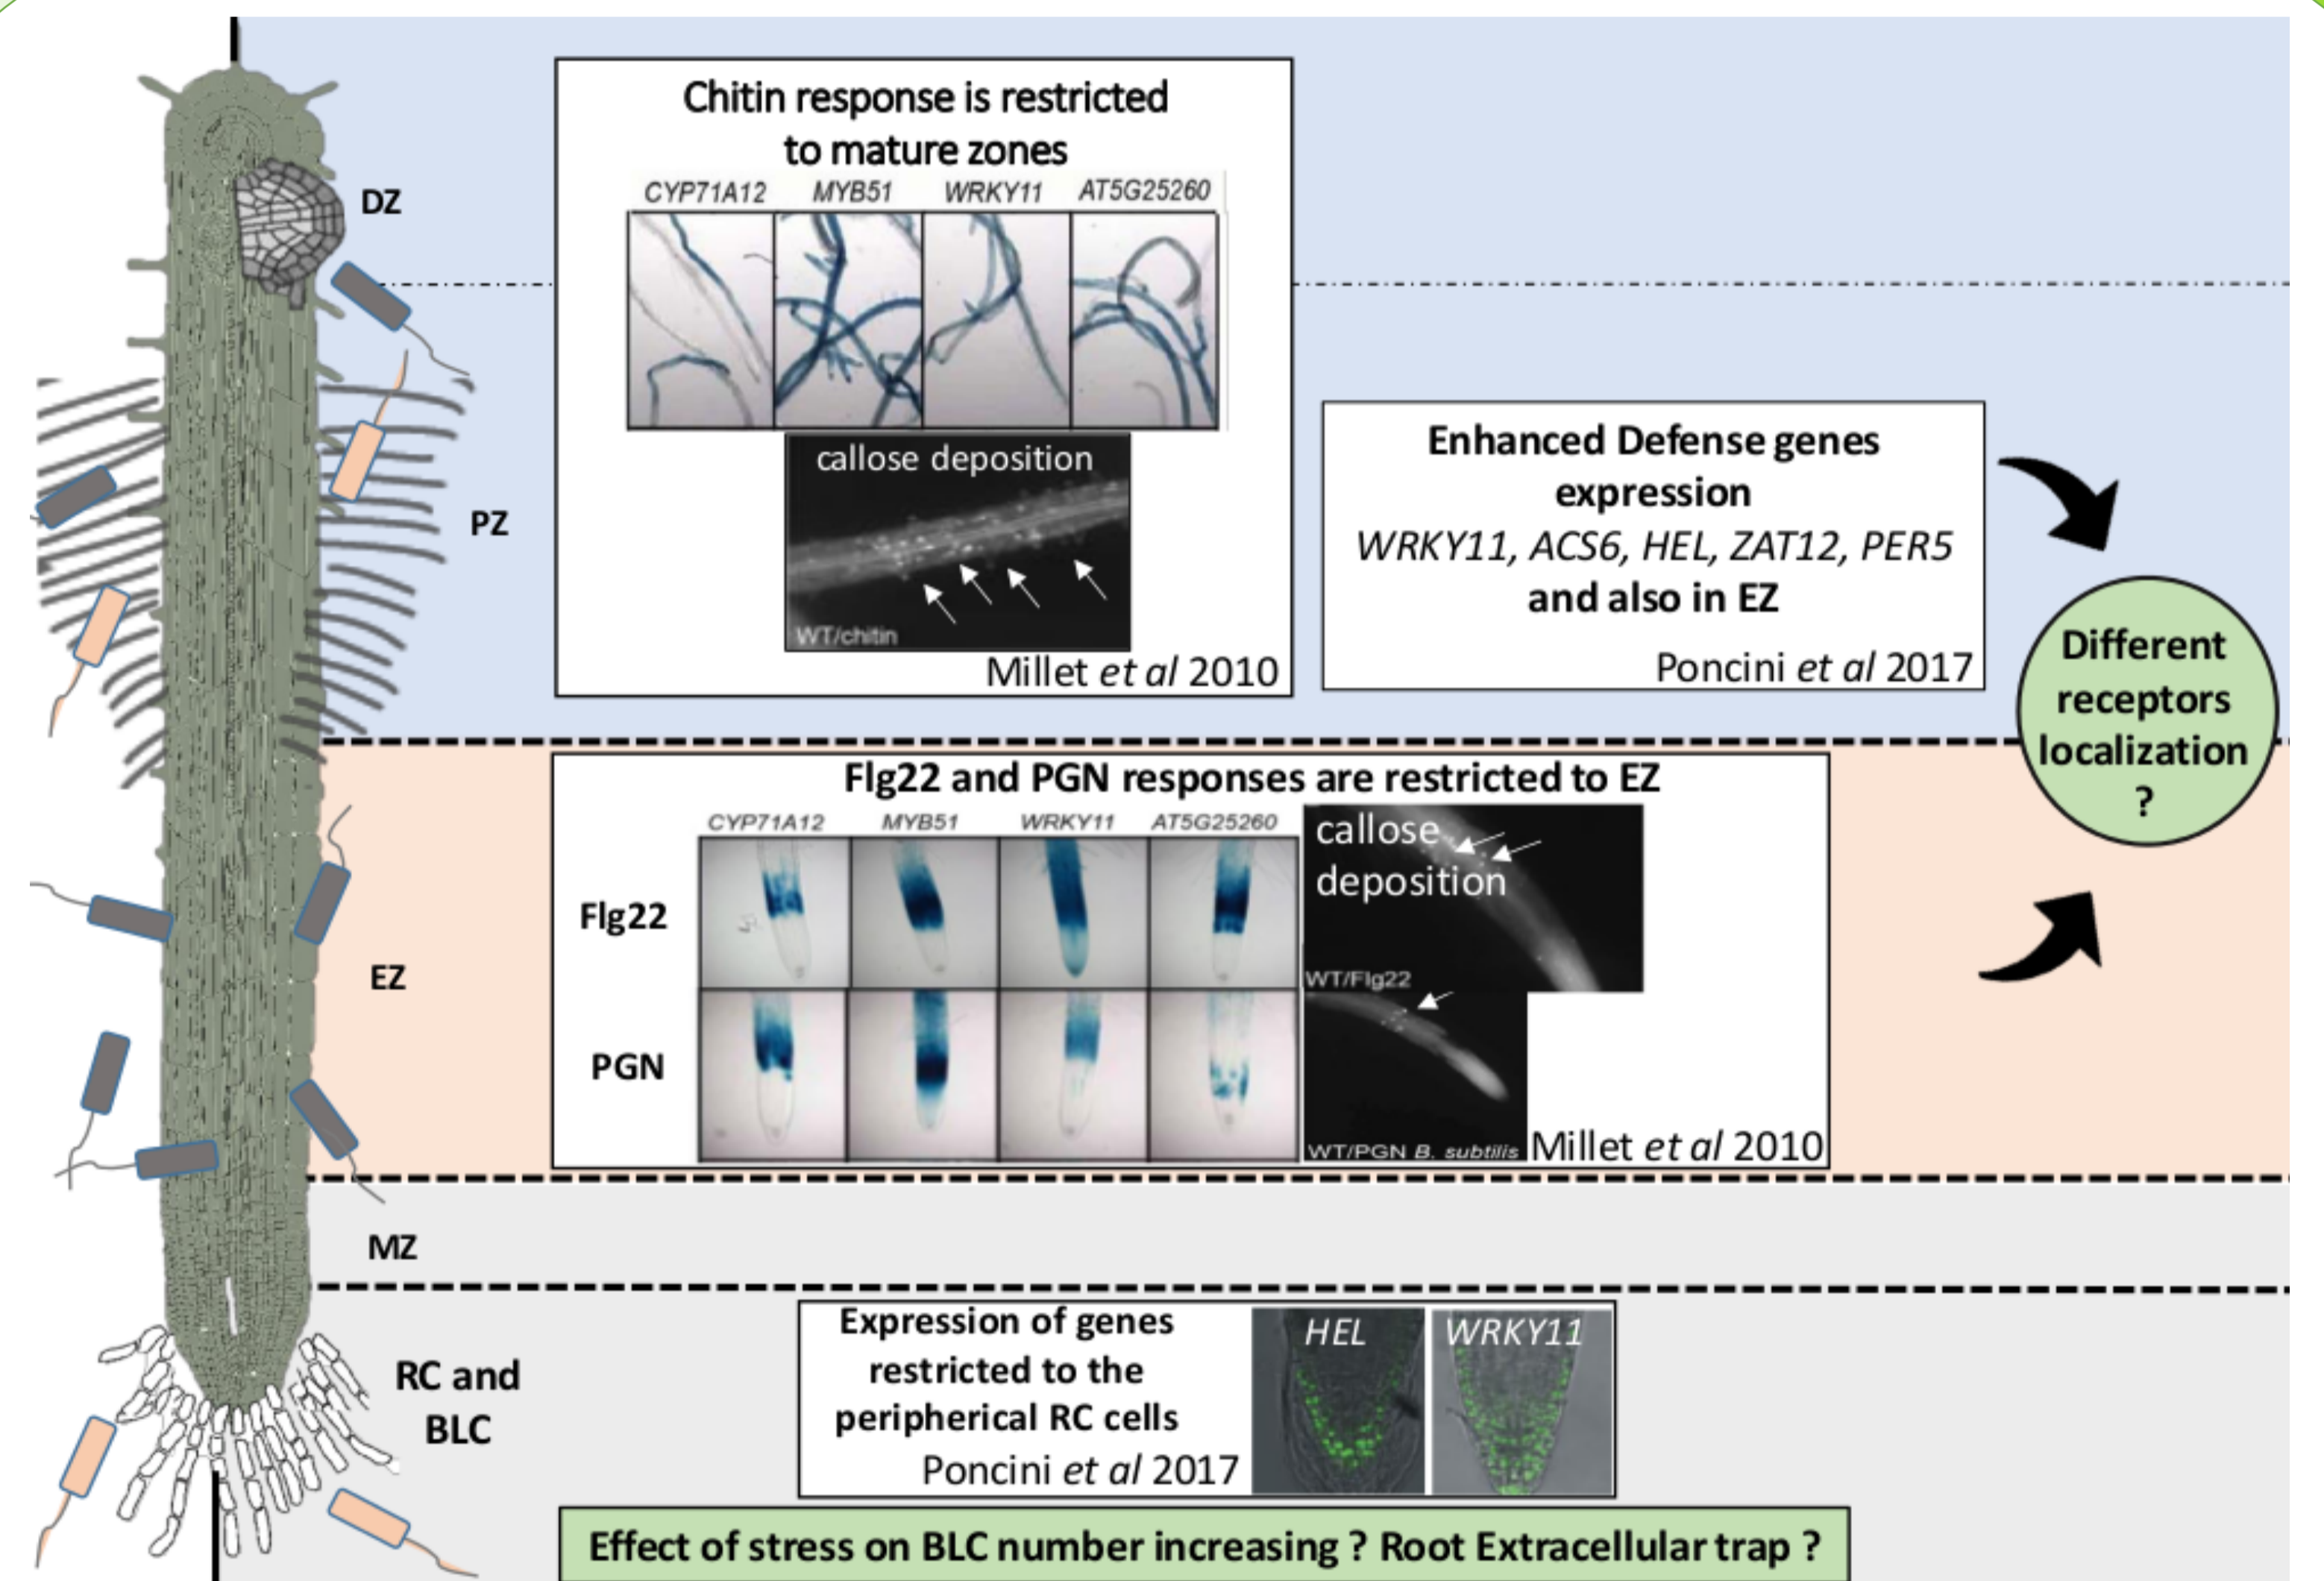 Chitin response is restricted
to mature zones
CYP71A12 MYB51 WRKY11 AT5G25260
DZ
callose deposition
WT/chitin
Millet et al 2010
PZ
Enhanced Defense genes
expression
WRKY11, ACS6, HEL, ZAT12, PER5
and also in EZ
Poncini et al 2017
Different
receptors
localization
?
Flg22 and PGN responses are restricted to EZ
CYP71A12 MYB51 WRKY11 AT5G25260
callose
deposition
Flg22
WT/Flg22
EZ
PGN
WT/PGN B. subtilis
Millet et al 2010
MZ
Expression of genes
restricted to the
peripherical RC cells
Poncini et al 2017
HEL
WRKY11
RC and
BLC
Effect of stress on BLC number increasing ? Root Extracellular trap ?